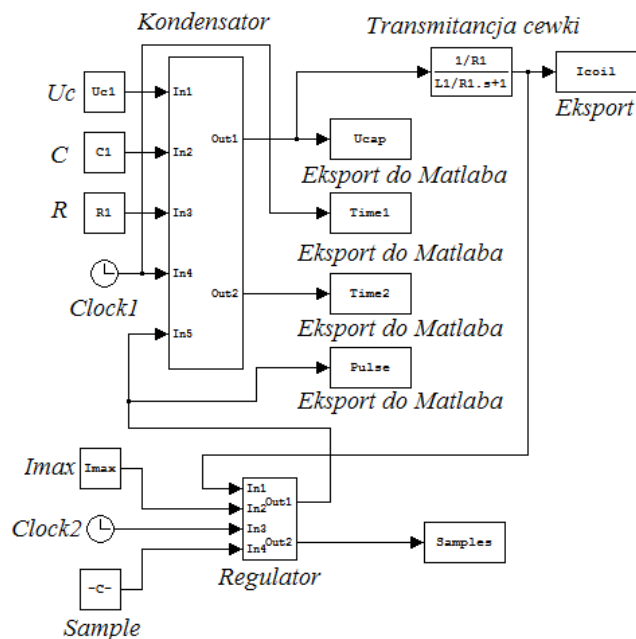 Kondensator
Transmitancja cewki
Uc
Uc1
In1
1/R1
L1/R1.s+1
Icoil
Eksport
C
C1
In2
Out1
Ucap
Eksport do Matlaba
R
R1
In3
Time1
Eksport do Matlaba
Clock1
In4
Out2
Time2
Eksport do Matlaba
In5
Pulse
Eksport do Matlaba
Imax
Imax
In1
In2
Out1
Clock2
In3
In4
Out2
Samples
Regulator
-C-
Sample